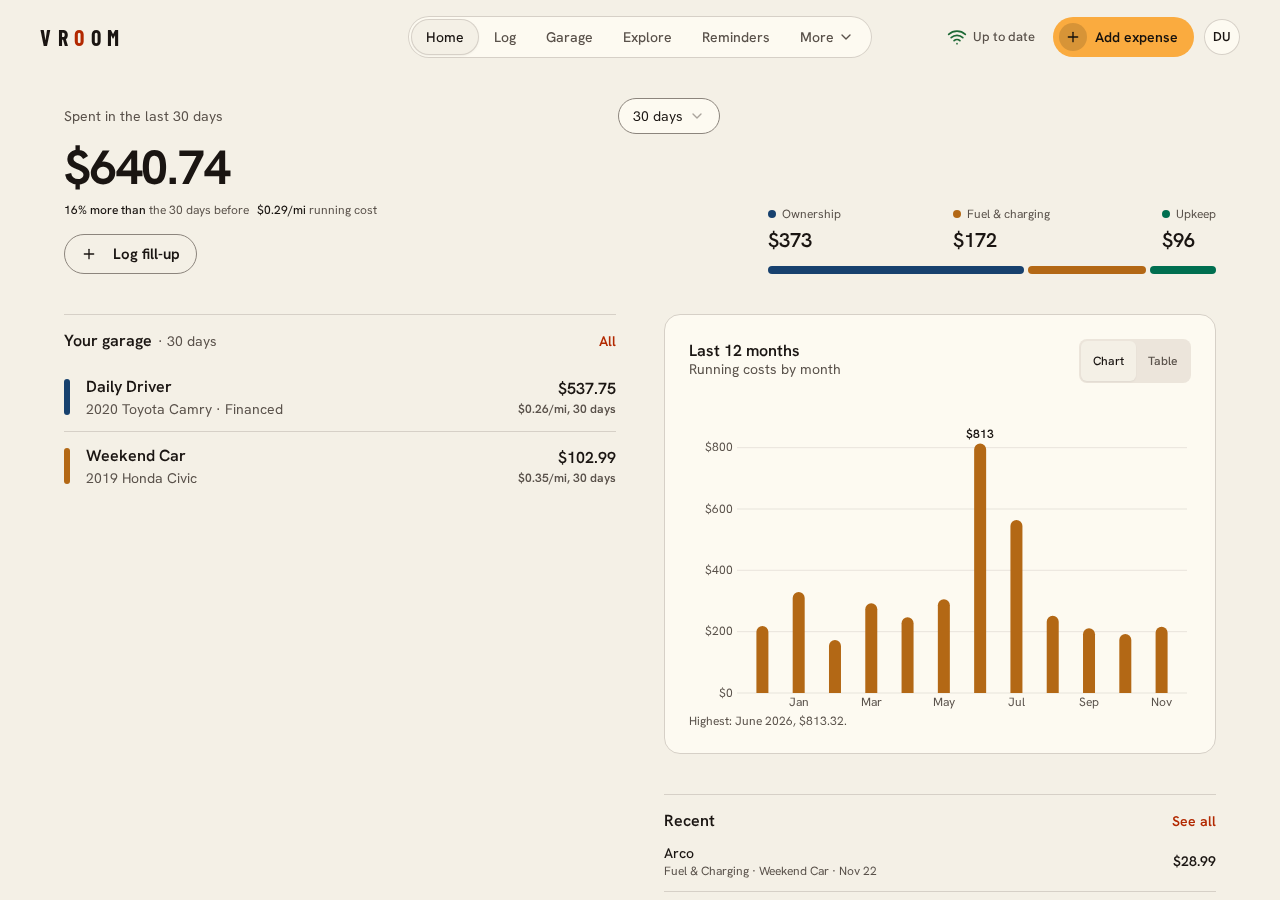 VROOM
Home
Log
Garage
Explore
Reminders
More
Up to date
Add expense
DU
Spent in the last 30 days
30 days
$640.74
16% more than the 30 days before $0.29/mi running cost
Log fill-up
Ownership
$373
Fuel & charging
$172
Upkeep
$96
Your garage · 30 days
All
Daily Driver
$537.75
2020 Toyota Camry · Financed
$0.26/mi, 30 days
Weekend Car
$102.99
2019 Honda Civic
$0.35/mi, 30 days
Last 12 months
Running costs by month
Chart
Table
$813
$800
$600
$400
$200
$0
Jan
Mar
May
Jul
Sep
Nov
Highest: June 2026, $813.32.
Recent
See all
Arco
Fuel & Charging · Weekend Car · Nov 22
$28.99